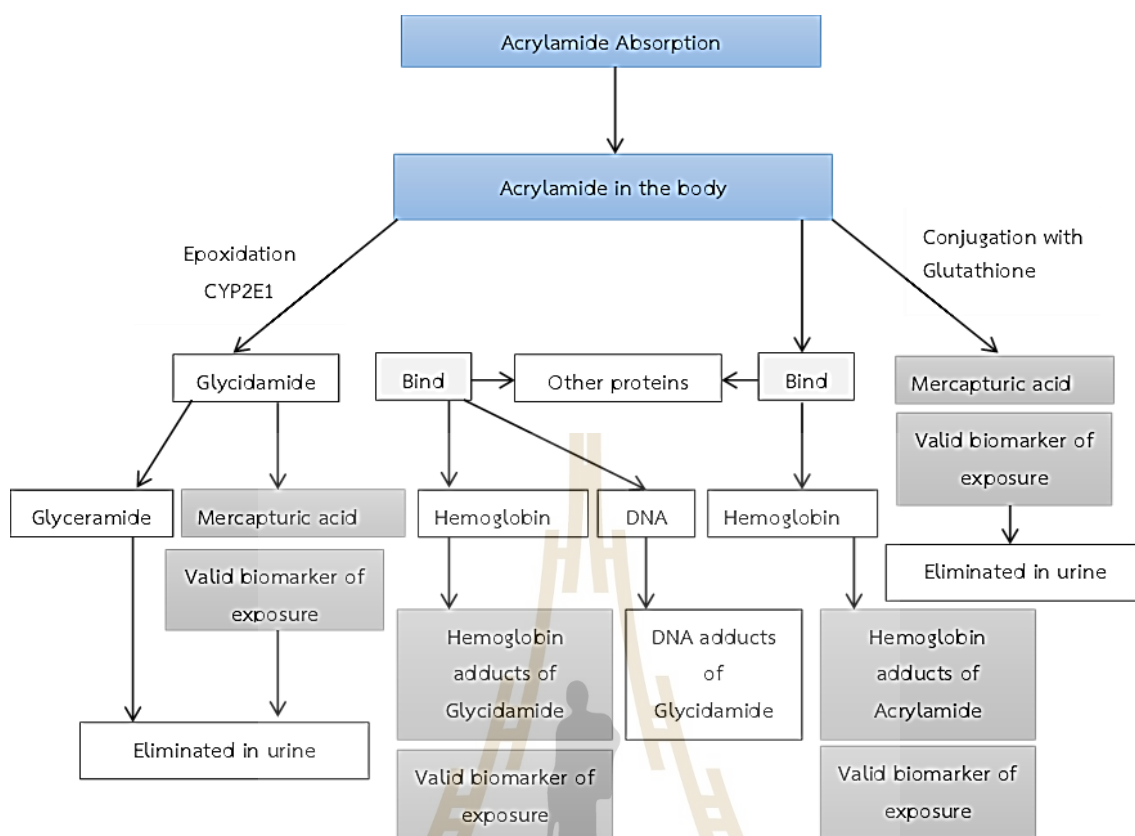 Acrylamide Absorption
Acrylamide in the body
Epoxidation
CYP2E1
Conjugation with
Glutathione
Glycidamide
Bind
Other proteins
Bind
Mercapturic acid
Valid biomarker of
exposure
Glyceramide
Mercapturic acid
Hemoglobin
DNA
Hemoglobin
Valid biomarker of
exposure
Eliminated in urine
Hemoglobin
adducts of
Glycidamide
DNA adducts
of
Glycidamide
Hemoglobin
adducts of
Acrylamide
Eliminated in urine
Valid biomarker of
exposure
Valid biomarker of
exposure